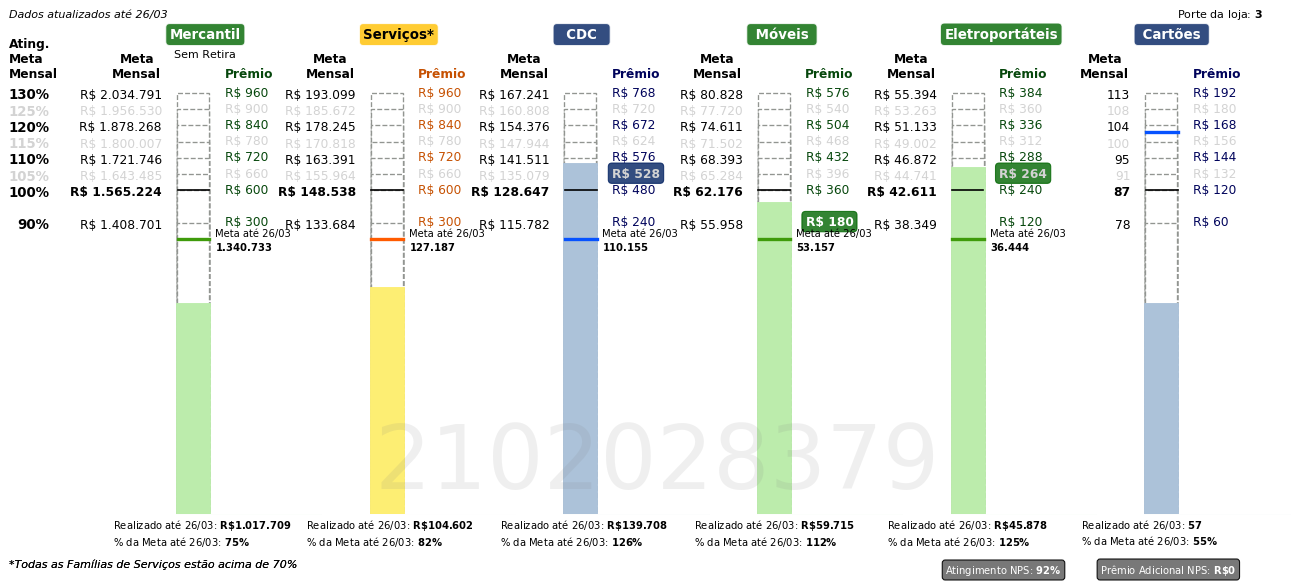 Dados atualizados até 26/03
Porte da loja: 3
Mercantil Serviços* CDC Móveis Eletroportáteis Cartões
Sem Retira
Ating. Meta Mensal Meta Mensal Prêmio Meta Mensal Prêmio Meta Mensal Prêmio Meta Mensal Prêmio Meta Mensal Prêmio Meta Mensal Prêmio
130% R$ 2.034.791 R$ 960 R$ 193.099 R$ 960 R$ 167.241 R$ 768 R$ 80.828 R$ 576 R$ 55.394 R$ 384 113 R$ 192
125% R$ 1.956.530 R$ 900 R$ 185.672 R$ 900 R$ 160.808 R$ 720 R$ 77.720 R$ 540 R$ 53.263 R$ 360 108 R$ 180
120% R$ 1.878.268 R$ 840 R$ 178.245 R$ 840 R$ 154.376 R$ 672 R$ 74.611 R$ 504 R$ 51.133 R$ 336 104 R$ 168
115% R$ 1.800.007 R$ 780 R$ 170.818 R$ 780 R$ 147.944 R$ 624 R$ 71.502 R$ 468 R$ 49.002 R$ 312 100 R$ 156
110% R$ 1.721.746 R$ 720 R$ 163.391 R$ 720 R$ 141.511 R$ 576 R$ 68.393 R$ 432 R$ 46.872 R$ 288 95 R$ 144
105% R$ 1.643.485 R$ 660 R$ 155.964 R$ 660 R$ 135.079 R$ 528 R$ 65.284 R$ 396 R$ 44.741 R$ 264 91 R$ 132
100% R$ 1.565.224 R$ 600 R$ 148.538 R$ 600 R$ 128.647 R$ 480 R$ 62.176 R$ 360 R$ 42.611 R$ 240 87 R$ 120
90% R$ 1.408.701 R$ 300 R$ 133.684 R$ 300 R$ 115.782 R$ 240 R$ 55.958 R$ 180 R$ 38.349 R$ 120 78 R$ 60
Meta até 26/03 Meta até 26/03 Meta até 26/03 Meta até 26/03 Meta até 26/03
1.340.733 127.187 110.155 53.157 36.444
2102028379
Realizado até 26/03: R$1.017.709 Realizado até 26/03: R$104.602 Realizado até 26/03: R$139.708 Realizado até 26/03: R$59.715 Realizado até 26/03: R$45.878 Realizado até 26/03: 57
% da Meta até 26/03: 75% % da Meta até 26/03: 82% % da Meta até 26/03: 126% % da Meta até 26/03: 112% % da Meta até 26/03: 125% % da Meta até 26/03: 55%
*Todas as Famílias de Serviços estão acima de 70%
Atingimento NPS: 92% Prêmio Adicional NPS: R$0